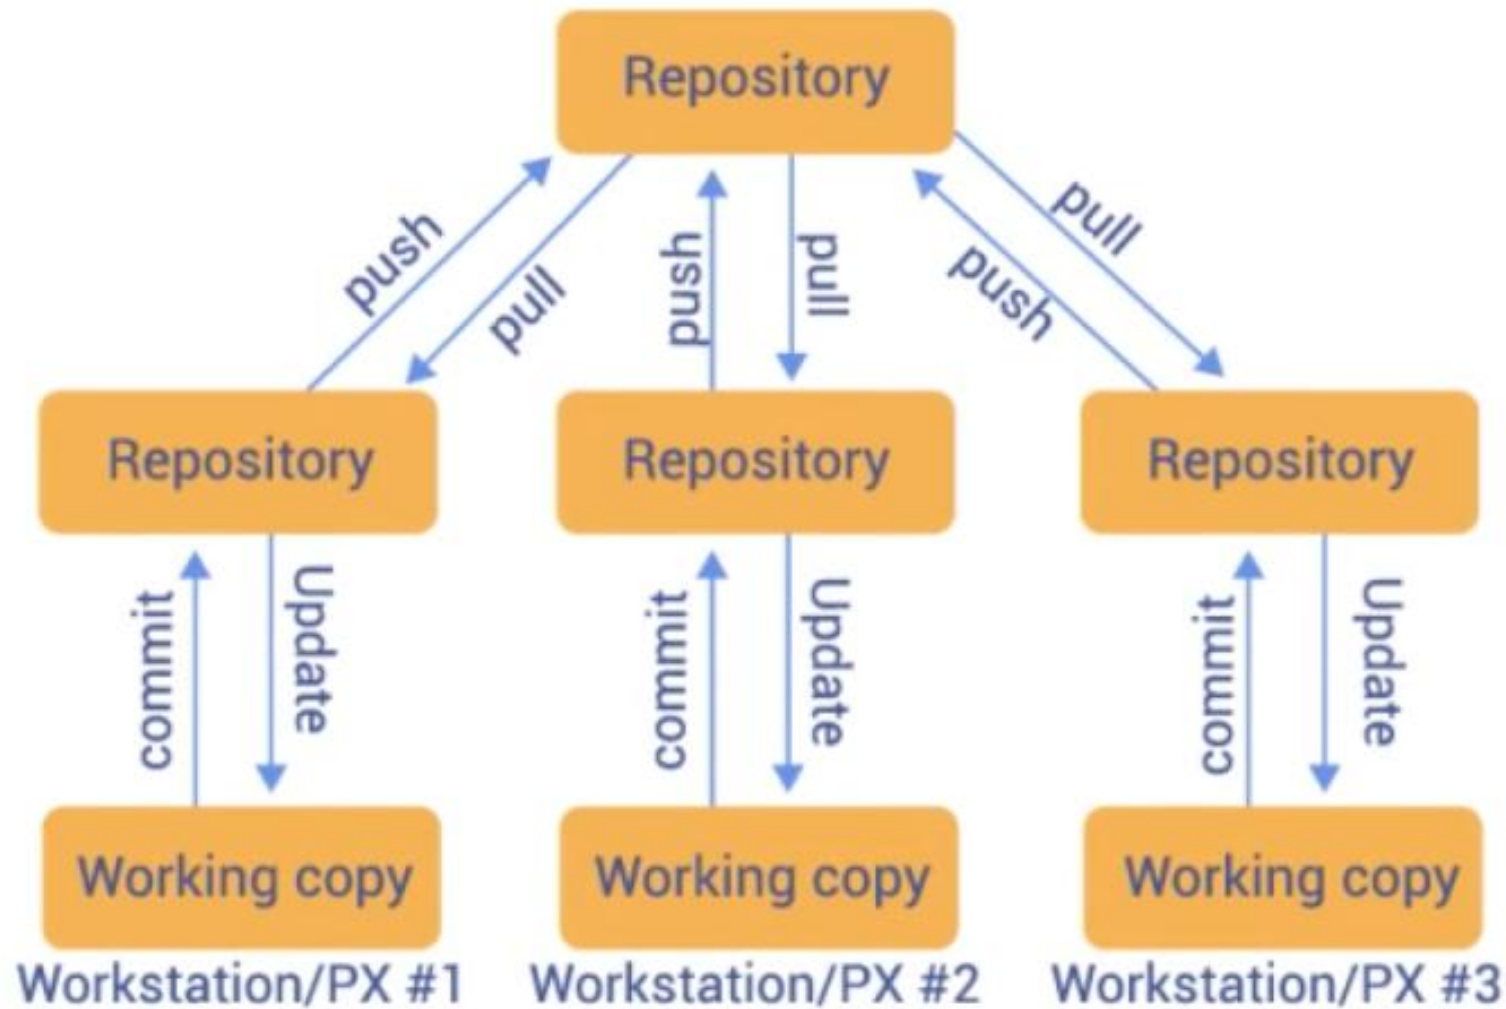 Repository
push
pull
push
pull
push
pull
Repository
Repository
Repository
commit
Update
commit
Update
commit
Update
Working copy
Working copy
Working copy
Workstation/PX #1
Workstation/PX #2
Workstation/PX #3